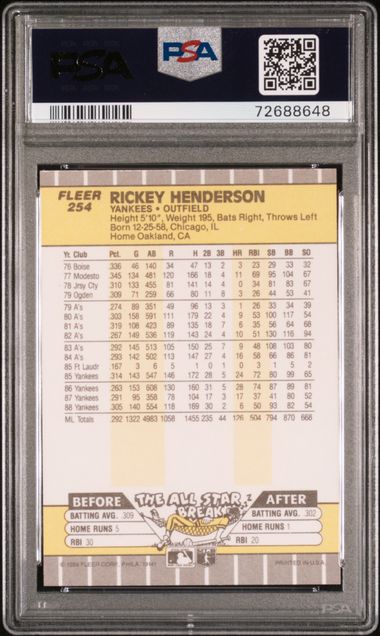 PSA
PSA
72688648
FLEER 254
RICKEY HENDERSON
YANKEES • OUTFIELD
Height 5'10", Weight 195, Bats Right, Throws Left
Born 12-25-58, Chicago, IL
Home Oakland, CA
Yr. Club Pct. G AB R H 2B 3B HR RBI SB BB SO
76 Boise .336 46 140 34 47 13 2 3 23 29 33 32
77 Modesto .345 134 481 120 166 18 4 11 69 95 104 67
78 Jrsy Cty .310 133 455 81 141 14 4 0 34 81 83 67
79 Ogden .309 71 259 66 80 11 8 3 26 44 53 41
79 A's .274 89 351 49 96 13 3 1 26 33 34 39
80 A's .303 158 591 111 179 22 4 9 53 100 117 54
81 A's .319 108 423 89 135 18 7 6 35 56 64 68
82 A's .267 149 536 119 143 24 4 10 51 130 116 94
83 A's .292 145 513 105 150 25 7 9 48 108 103 80
84 A's .293 142 502 113 147 27 4 16 58 66 86 81
85 Ft Laudr .167 3 6 5 1 0 1 0 3 1 5 2
85 Yankees .314 143 547 146 172 28 5 24 72 80 99 65
86 Yankees .263 153 608 130 160 31 5 28 74 87 89 81
87 Yankees .291 95 358 78 104 17 3 17 37 41 80 52
88 Yankees .305 140 554 118 169 30 2 6 50 93 82 54
ML Totals .292 1322 4983 1058 1455 235 44 126 504 794 870 668
BEFORE THE ALL STAR BREAK AFTER
BATTING AVG. .309 BATTING AVG. .302
HOME RUNS 5 HOME RUNS 1
RBI 30 RBI 20
© 1989 FLEER CORP., PHILA. 19141 PRINTED IN U.S.A.